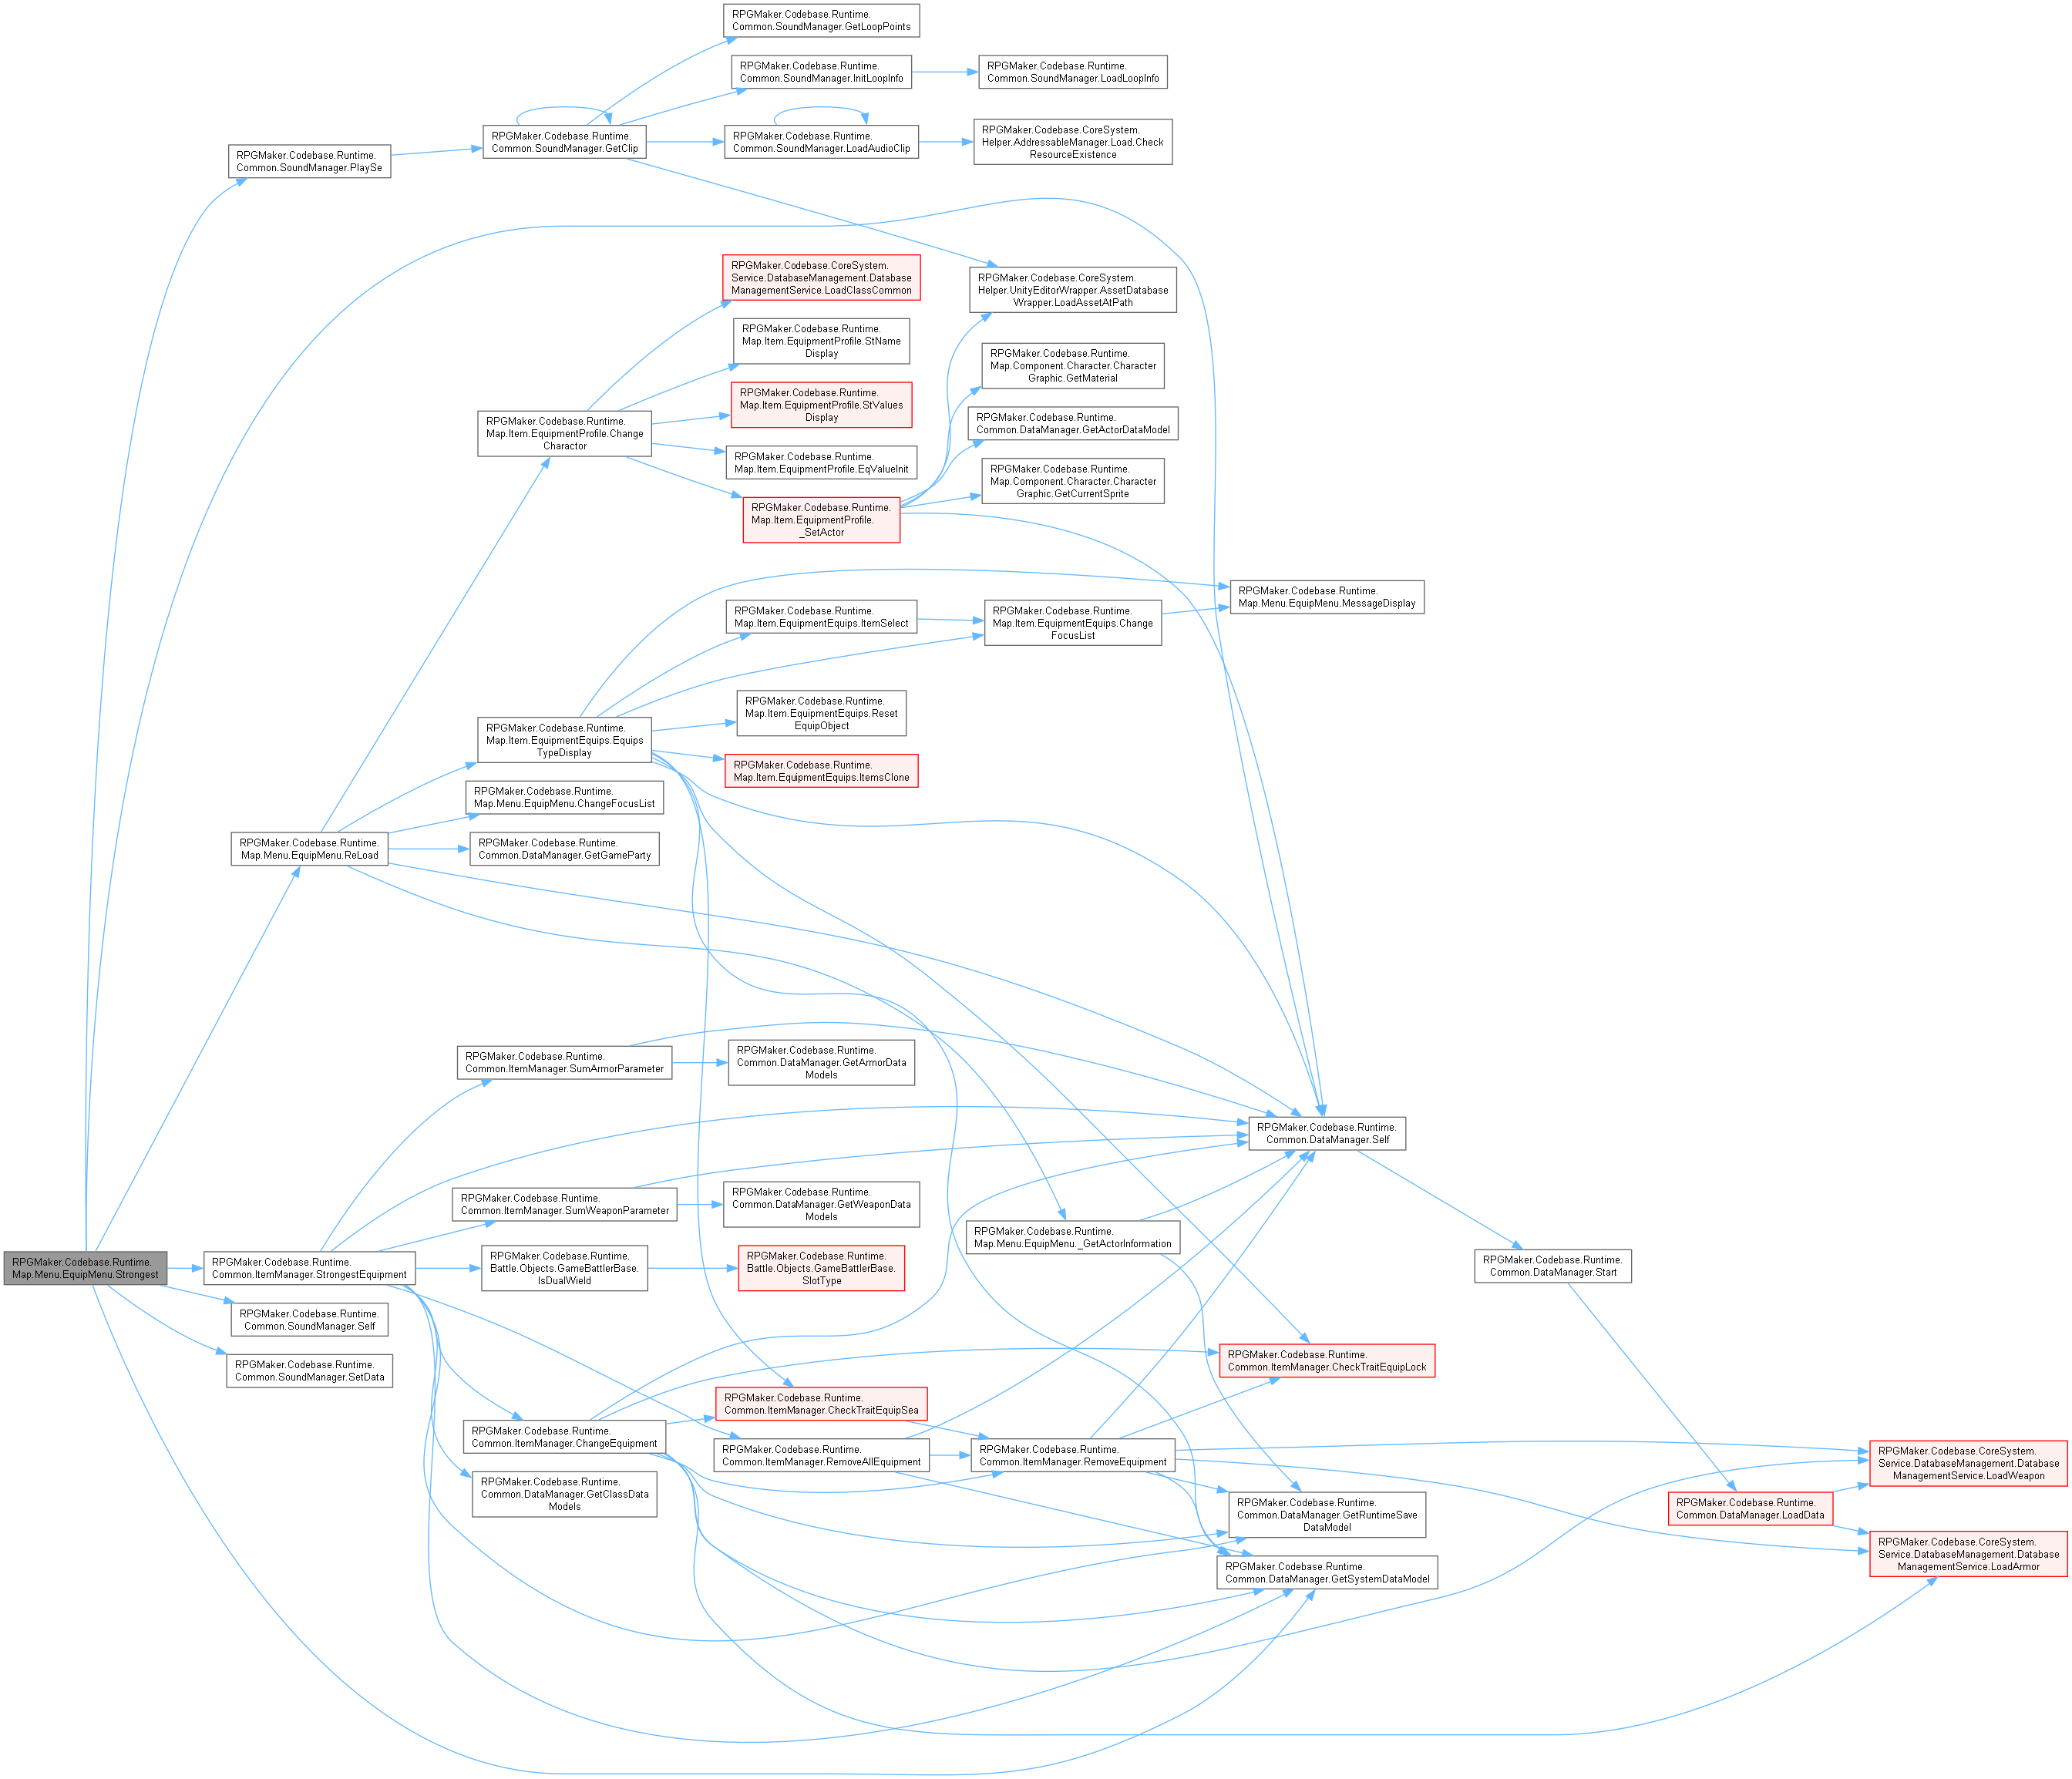 RPGMaker.Codebase.Runtime.
Common.SoundManager.GetLoopPoints
RPGMaker.Codebase.Runtime.
Common.SoundManager.InitLoopInfo
RPGMaker.Codebase.Runtime.
Common.SoundManager.LoadLoopInfo
RPGMaker.Codebase.Runtime.
Common.SoundManager.PlaySe
RPGMaker.Codebase.Runtime.
Common.SoundManager.GetClip
RPGMaker.Codebase.Runtime.
Common.SoundManager.LoadAudioClip
RPGMaker.Codebase.CoreSystem.
Helper.AddressableManager.Load.Check
ResourceExistence
RPGMaker.Codebase.CoreSystem.
Service.DatabaseManagement.Database
ManagementService.LoadClassCommon
RPGMaker.Codebase.CoreSystem.
Helper.UnityEditorWrapper.AssetDatabase
Wrapper.LoadAssetAtPath
RPGMaker.Codebase.Runtime.
Map.Item.EquipmentProfile.StName
Display
RPGMaker.Codebase.Runtime.
Map.Component.Character.Character
Graphic.GetMaterial
RPGMaker.Codebase.Runtime.
Map.Item.EquipmentProfile.Change
Charactor
RPGMaker.Codebase.Runtime.
Map.Item.EquipmentProfile.StValues
Display
RPGMaker.Codebase.Runtime.
Common.DataManager.GetActorDataModel
RPGMaker.Codebase.Runtime.
Map.Item.EquipmentProfile.EqValueInit
RPGMaker.Codebase.Runtime.
Map.Component.Character.Character
Graphic.GetCurrentSprite
RPGMaker.Codebase.Runtime.
Map.Item.EquipmentProfile.
_SetActor
RPGMaker.Codebase.Runtime.
Map.Menu.EquipMenu.MessageDisplay
RPGMaker.Codebase.Runtime.
Map.Item.EquipmentEquips.ItemSelect
RPGMaker.Codebase.Runtime.
Map.Item.EquipmentEquips.Change
FocusList
RPGMaker.Codebase.Runtime.
Map.Item.EquipmentEquips.Reset
EquipObject
RPGMaker.Codebase.Runtime.
Map.Item.EquipmentEquips.Equips
TypeDisplay
RPGMaker.Codebase.Runtime.
Map.Item.EquipmentEquips.ItemsClone
RPGMaker.Codebase.Runtime.
Map.Menu.EquipMenu.ChangeFocusList
RPGMaker.Codebase.Runtime.
Map.Menu.EquipMenu.ReLoad
RPGMaker.Codebase.Runtime.
Common.DataManager.GetGameParty
RPGMaker.Codebase.Runtime.
Common.ItemManager.SumArmorParameter
RPGMaker.Codebase.Runtime.
Common.DataManager.GetArmorData
Models
RPGMaker.Codebase.Runtime.
Common.DataManager.Self
RPGMaker.Codebase.Runtime.
Common.ItemManager.SumWeaponParameter
RPGMaker.Codebase.Runtime.
Common.DataManager.GetWeaponData
Models
RPGMaker.Codebase.Runtime.
Map.Menu.EquipMenu._GetActorInformation
RPGMaker.Codebase.Runtime.
Map.Menu.EquipMenu.Strongest
RPGMaker.Codebase.Runtime.
Common.ItemManager.StrongestEquipment
RPGMaker.Codebase.Runtime.
Battle.Objects.GameBattlerBase.
IsDualWield
RPGMaker.Codebase.Runtime.
Battle.Objects.GameBattlerBase.
SlotType
RPGMaker.Codebase.Runtime.
Common.DataManager.Start
RPGMaker.Codebase.Runtime.
Common.SoundManager.Self
RPGMaker.Codebase.Runtime.
Common.SoundManager.SetData
RPGMaker.Codebase.Runtime.
Common.ItemManager.CheckTraitEquipLock
RPGMaker.Codebase.Runtime.
Common.ItemManager.CheckTraitEquipSea
RPGMaker.Codebase.Runtime.
Common.ItemManager.ChangeEquipment
RPGMaker.Codebase.Runtime.
Common.ItemManager.RemoveAllEquipment
RPGMaker.Codebase.Runtime.
Common.ItemManager.RemoveEquipment
RPGMaker.Codebase.CoreSystem.
Service.DatabaseManagement.Database
ManagementService.LoadWeapon
RPGMaker.Codebase.Runtime.
Common.DataManager.GetClassData
Models
RPGMaker.Codebase.Runtime.
Common.DataManager.GetRuntimeSave
DataModel
RPGMaker.Codebase.Runtime.
Common.DataManager.LoadData
RPGMaker.Codebase.CoreSystem.
Service.DatabaseManagement.Database
ManagementService.LoadArmor
RPGMaker.Codebase.Runtime.
Common.DataManager.GetSystemDataModel